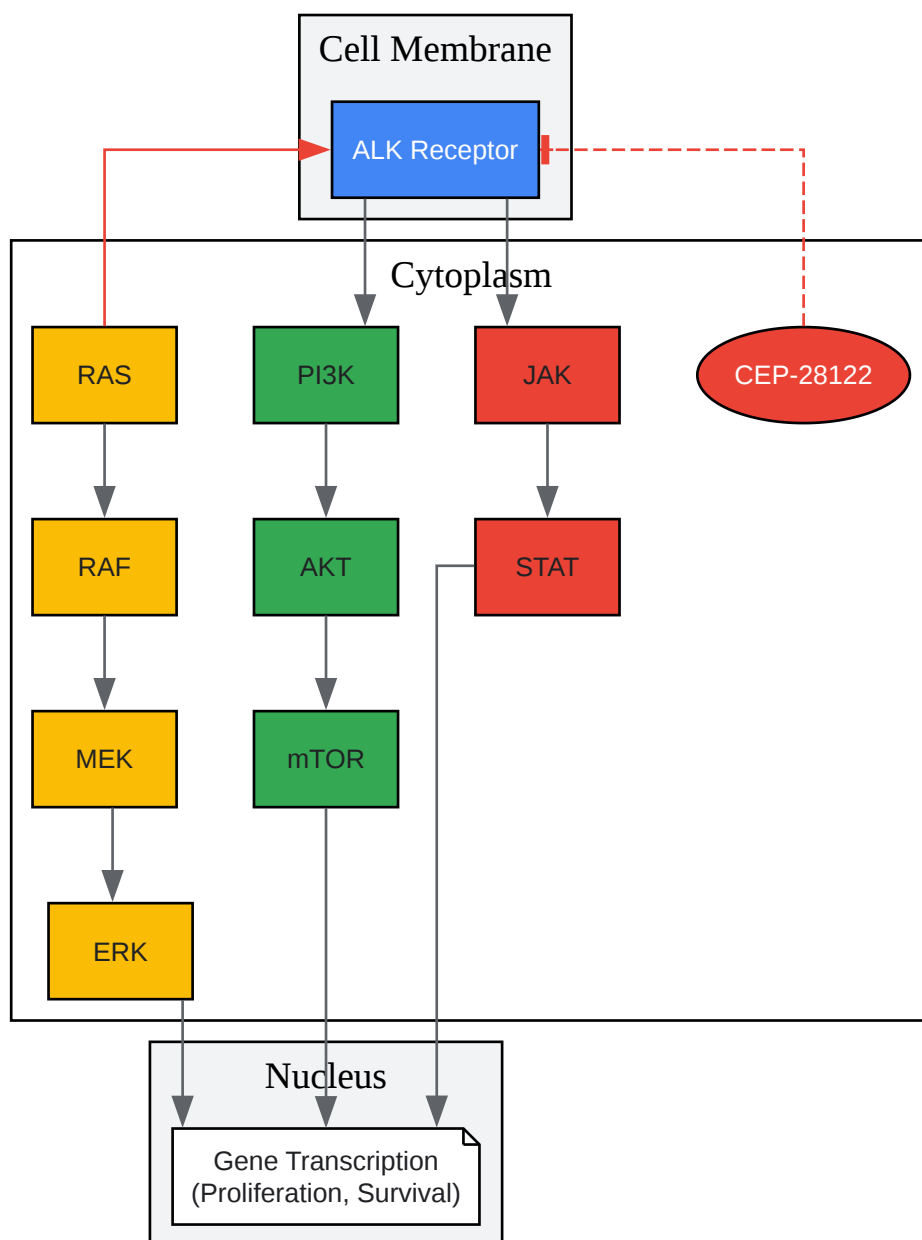 Cell Membrane
ALK Receptor
Cytoplasm
RAS
PI3K
JAK
CEP-28122
RAF
AKT
STAT
MEK
mTOR
ERK
Nucleus
Gene Transcription
(Proliferation, Survival)